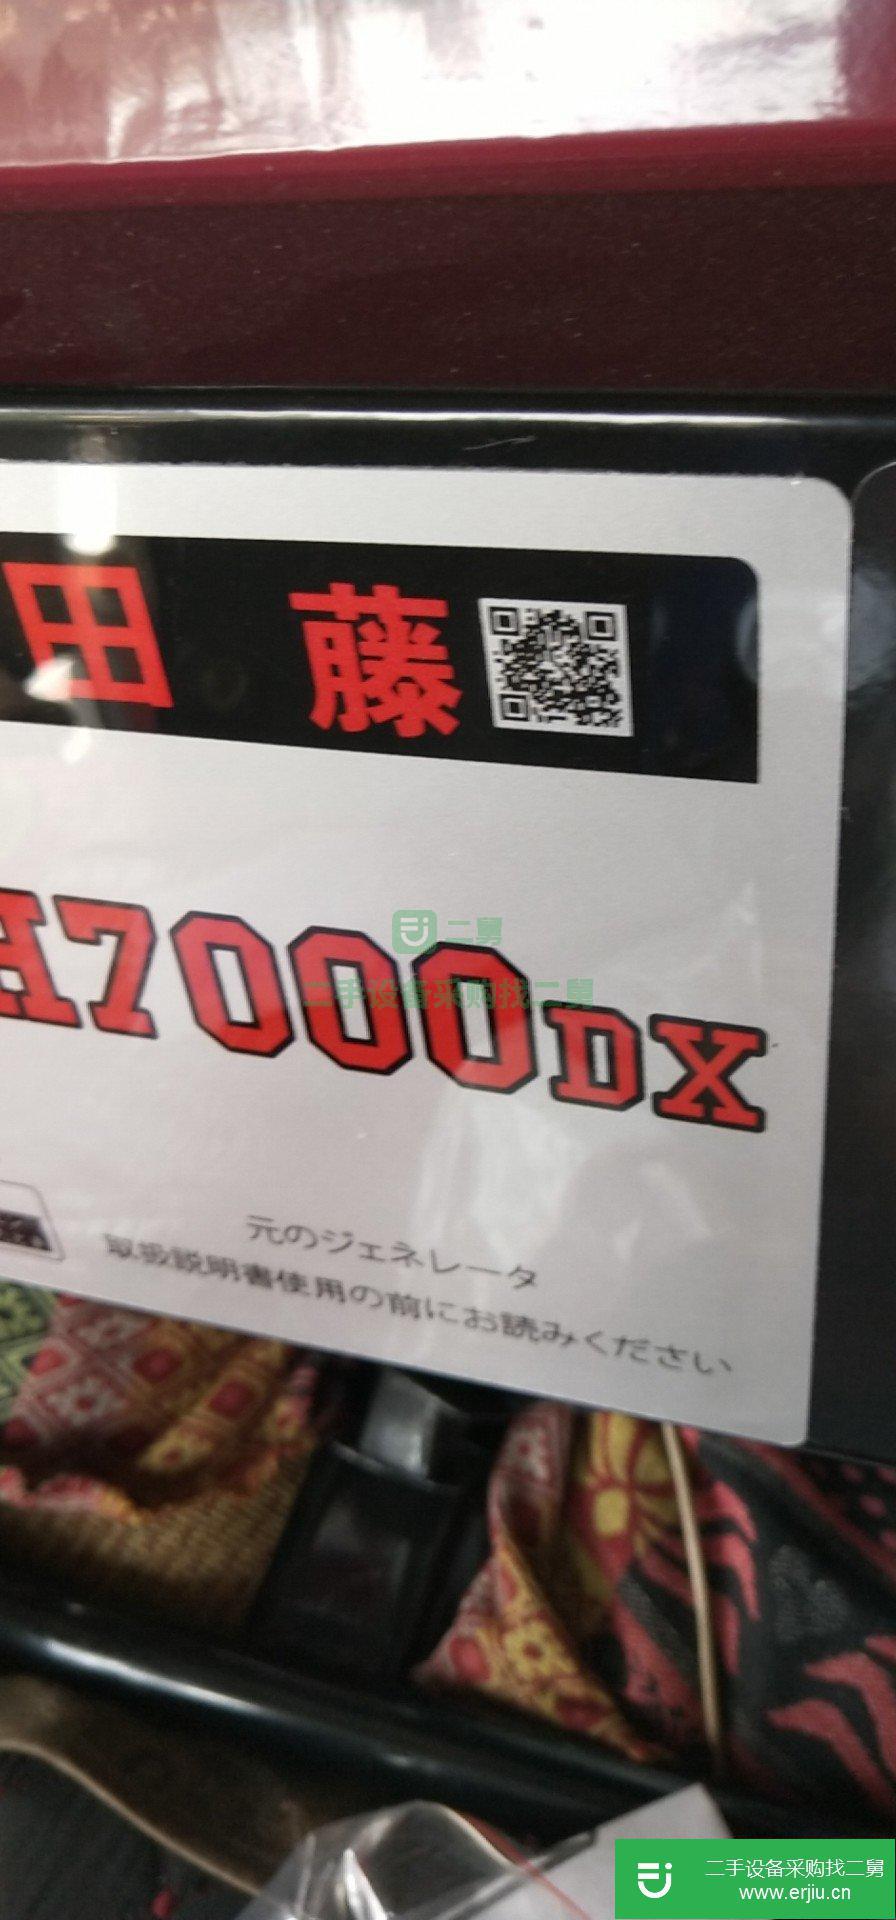 田 藤
H7000DX
二舅
二手设备采购找二舅
元のジェネレータ
取扱説明書使用の前にお読みください
二手设备采购找二舅
www.erjiu.cn